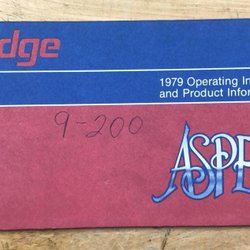 dge
1979 Operating In
and Product Infor
9-200
ASPE